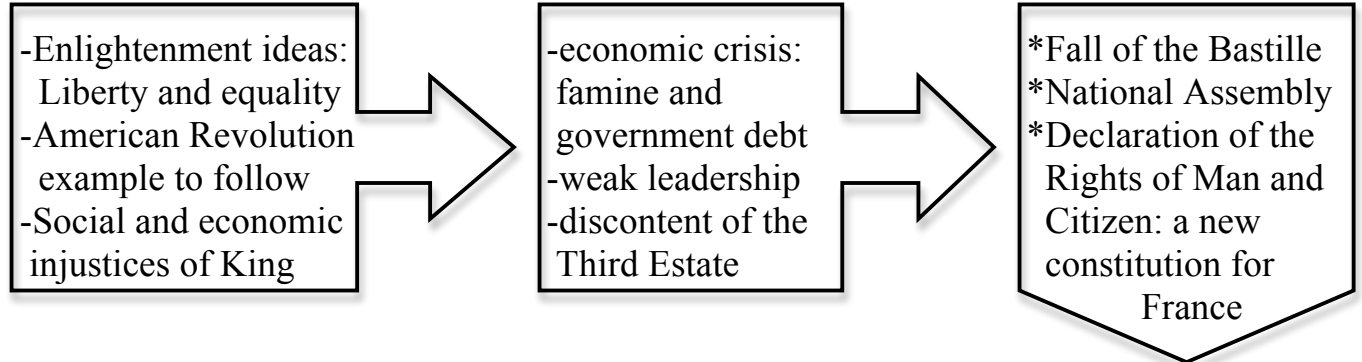 -Enlightenment ideas:
Liberty and equality
-American Revolution
example to follow
-Social and economic
injustices of King
-economic crisis:
famine and
government debt
-weak leadership
-discontent of the
Third Estate
*Fall of the Bastille
*National Assembly
*Declaration of the
Rights of Man and
Citizen: a new
constitution for
France